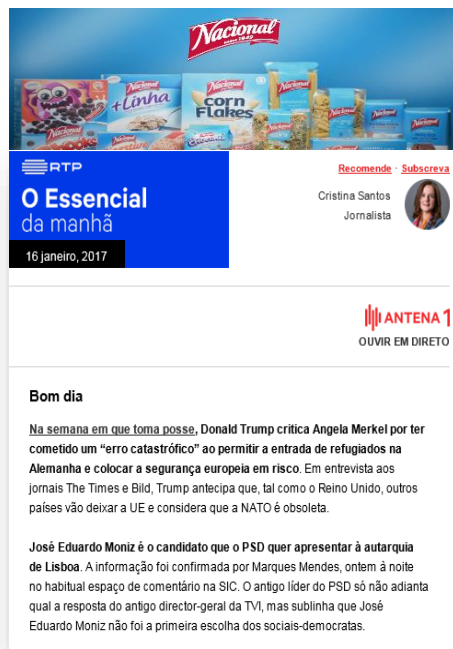 Nacional
DESDE 1849
Nacional
+Linha
Nacional
corn
Flakes
Nacional
RTP
O Essencial
da manhã
16 janeiro, 2017
Recomende · Subscreva
Cristina Santos
Jornalista
ANTENA 1
OUVIR EM DIRETO
Bom dia
Na semana em que toma posse, Donald Trump critica Angela Merkel por ter
cometido um “erro catastrófico” ao permitir a entrada de refugiados na
Alemanha e colocar a segurança europeia em risco. Em entrevista aos
jornais The Times e Bild, Trump antecipa que, tal como o Reino Unido, outros
países vão deixar a UE e considera que a NATO é obsoleta.
José Eduardo Moniz é o candidato que o PSD quer apresentar à autarquia
de Lisboa. A informação foi confirmada por Marques Mendes, ontem à noite
no habitual espaço de comentário na SIC. O antigo líder do PSD só não adianta
qual a resposta do antigo director-geral da TVI, mas sublinha que José
Eduardo Moniz não foi a primeira escolha dos sociais-democratas.